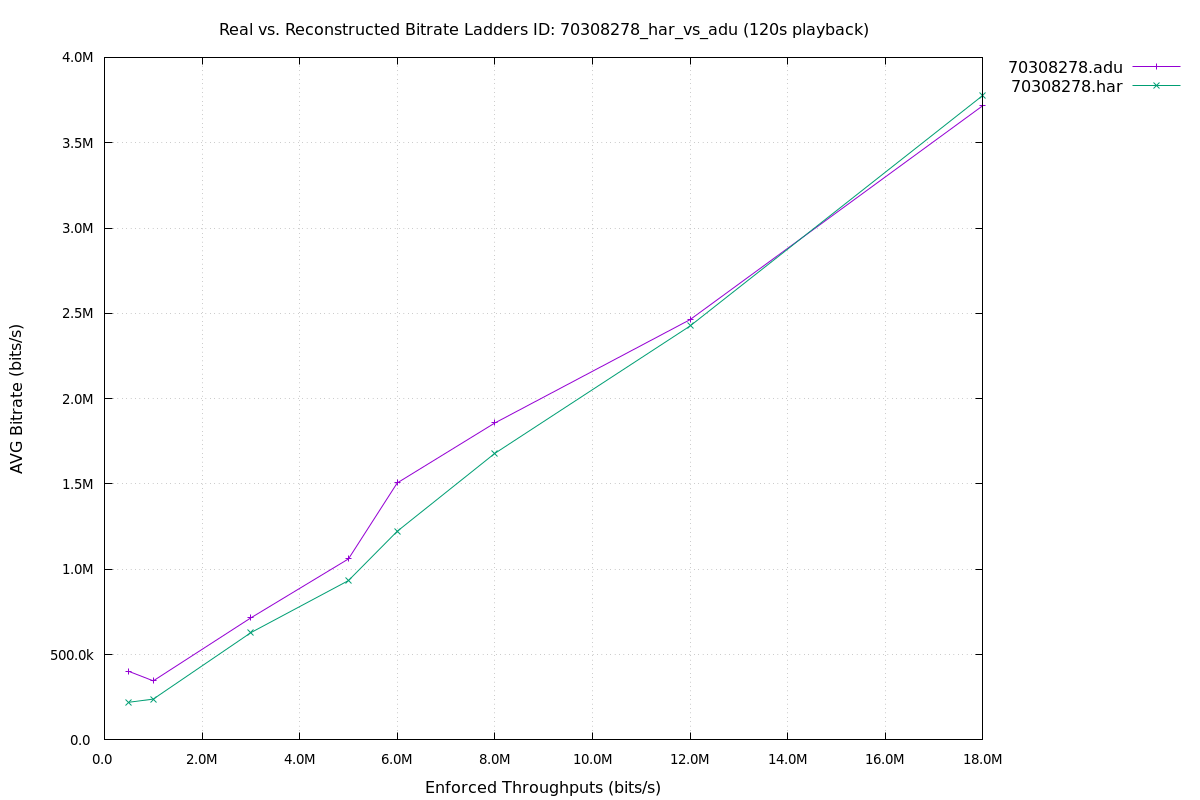 Real vs. Reconstructed Bitrate Ladders ID: 70308278_har_vs_adu (120s playback)
70308278.adu
70308278.har
4.0M
3.5M
3.0M
2.5M
2.0M
1.5M
1.0M
500.0k
0.0
AVG Bitrate (bits/s)
0.0 2.0M 4.0M 6.0M 8.0M 10.0M 12.0M 14.0M 16.0M 18.0M
Enforced Throughputs (bits/s)